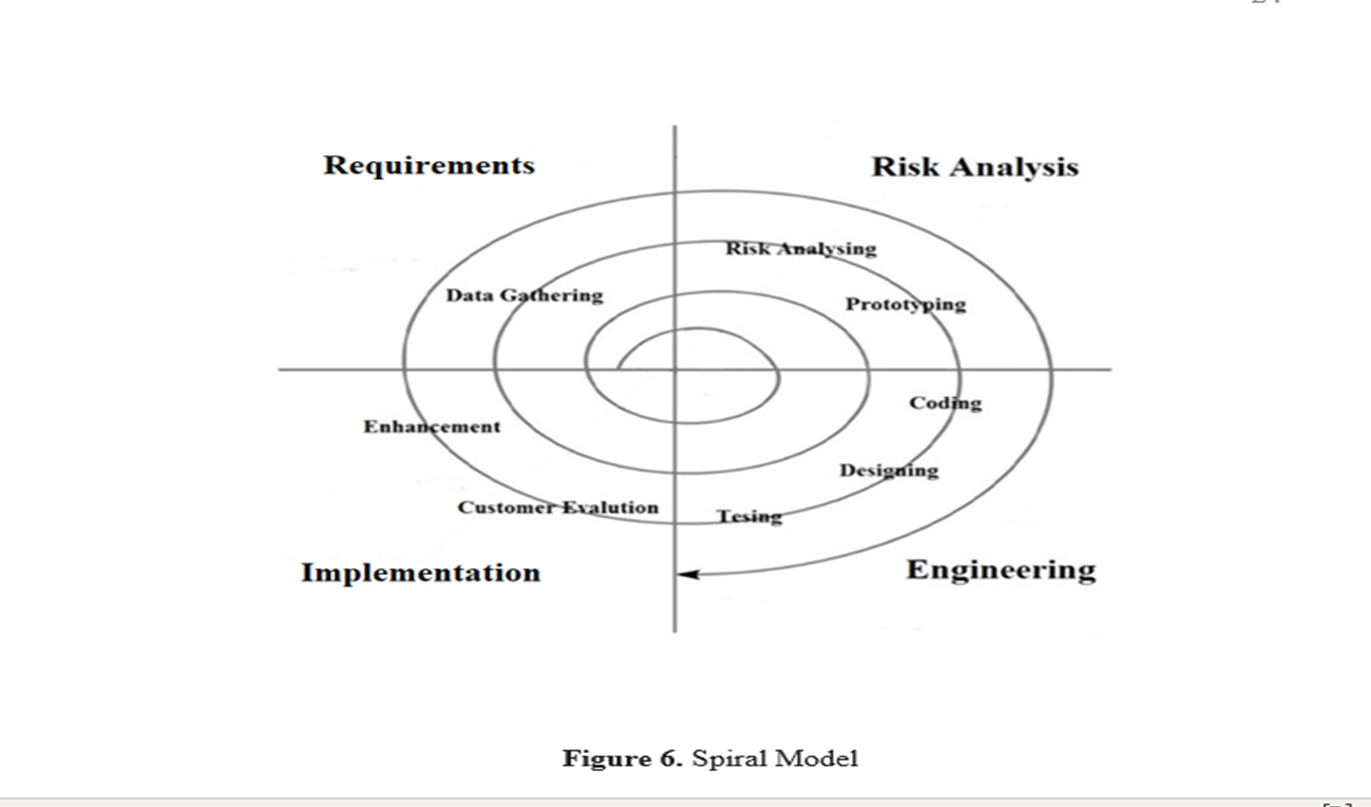 Requirements
Risk Analysis
Risk Analysing
Data Gathering
Prototyping
Coding
Enhancement
Designing
Customer Evalution
Tesing
Implementation
Engineering
Figure 6. Spiral Model